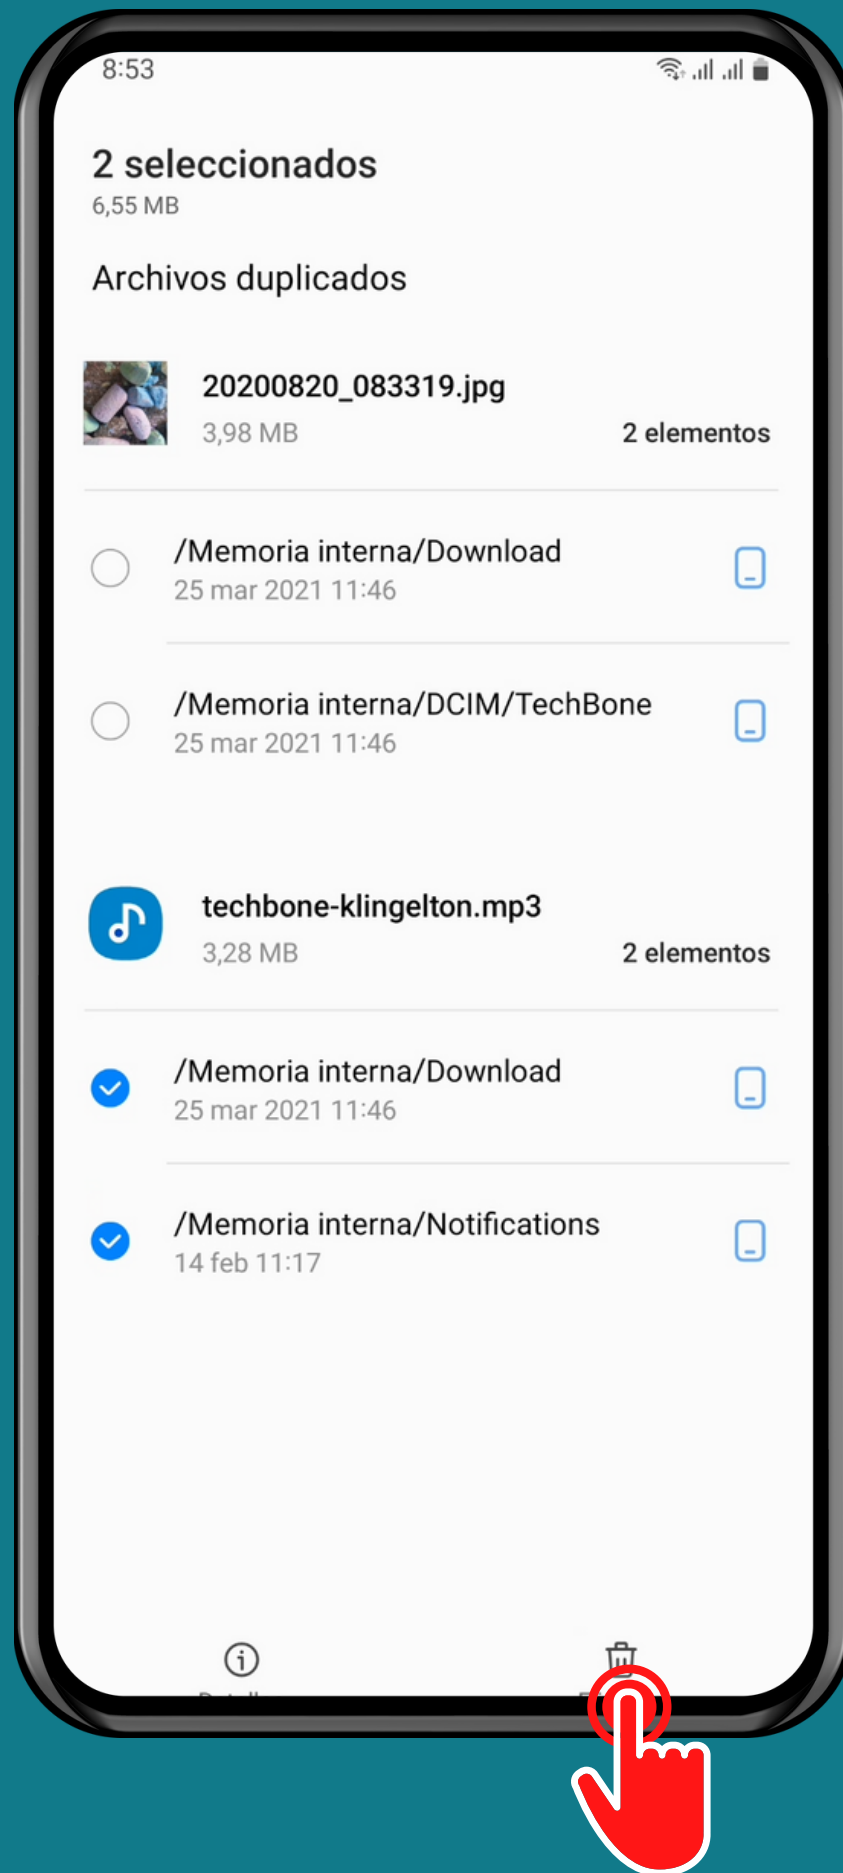 8:53
2 seleccionados
6,55 MB
Archivos duplicados
20200820_083319.jpg
3,98 MB
2 elementos
/Memoria interna/Download
25 mar 2021 11:46
/Memoria interna/DCIM/TechBone
25 mar 2021 11:46
techbone-klingelton.mp3
3,28 MB
2 elementos
/Memoria interna/Download
25 mar 2021 11:46
/Memoria interna/Notifications
14 feb 11:17